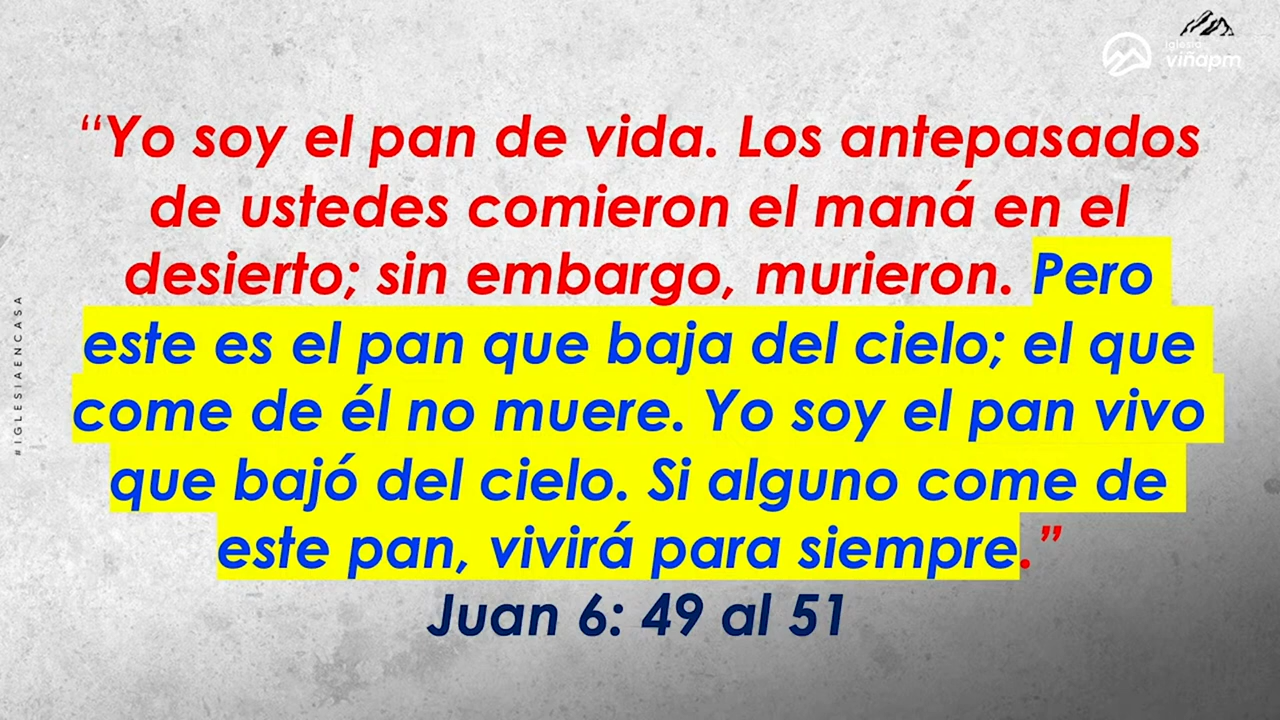 Iglesia
viñapm
“Yo soy el pan de vida. Los antepasados
de ustedes comieron el maná en el
desierto; sin embargo, murieron. Pero
este es el pan que baja del cielo; el que
come de él no muere. Yo soy el pan vivo
que bajó del cielo. Si alguno come de
este pan, vivirá para siempre.”
Juan 6: 49 al 51
#IGLESIAENCASA